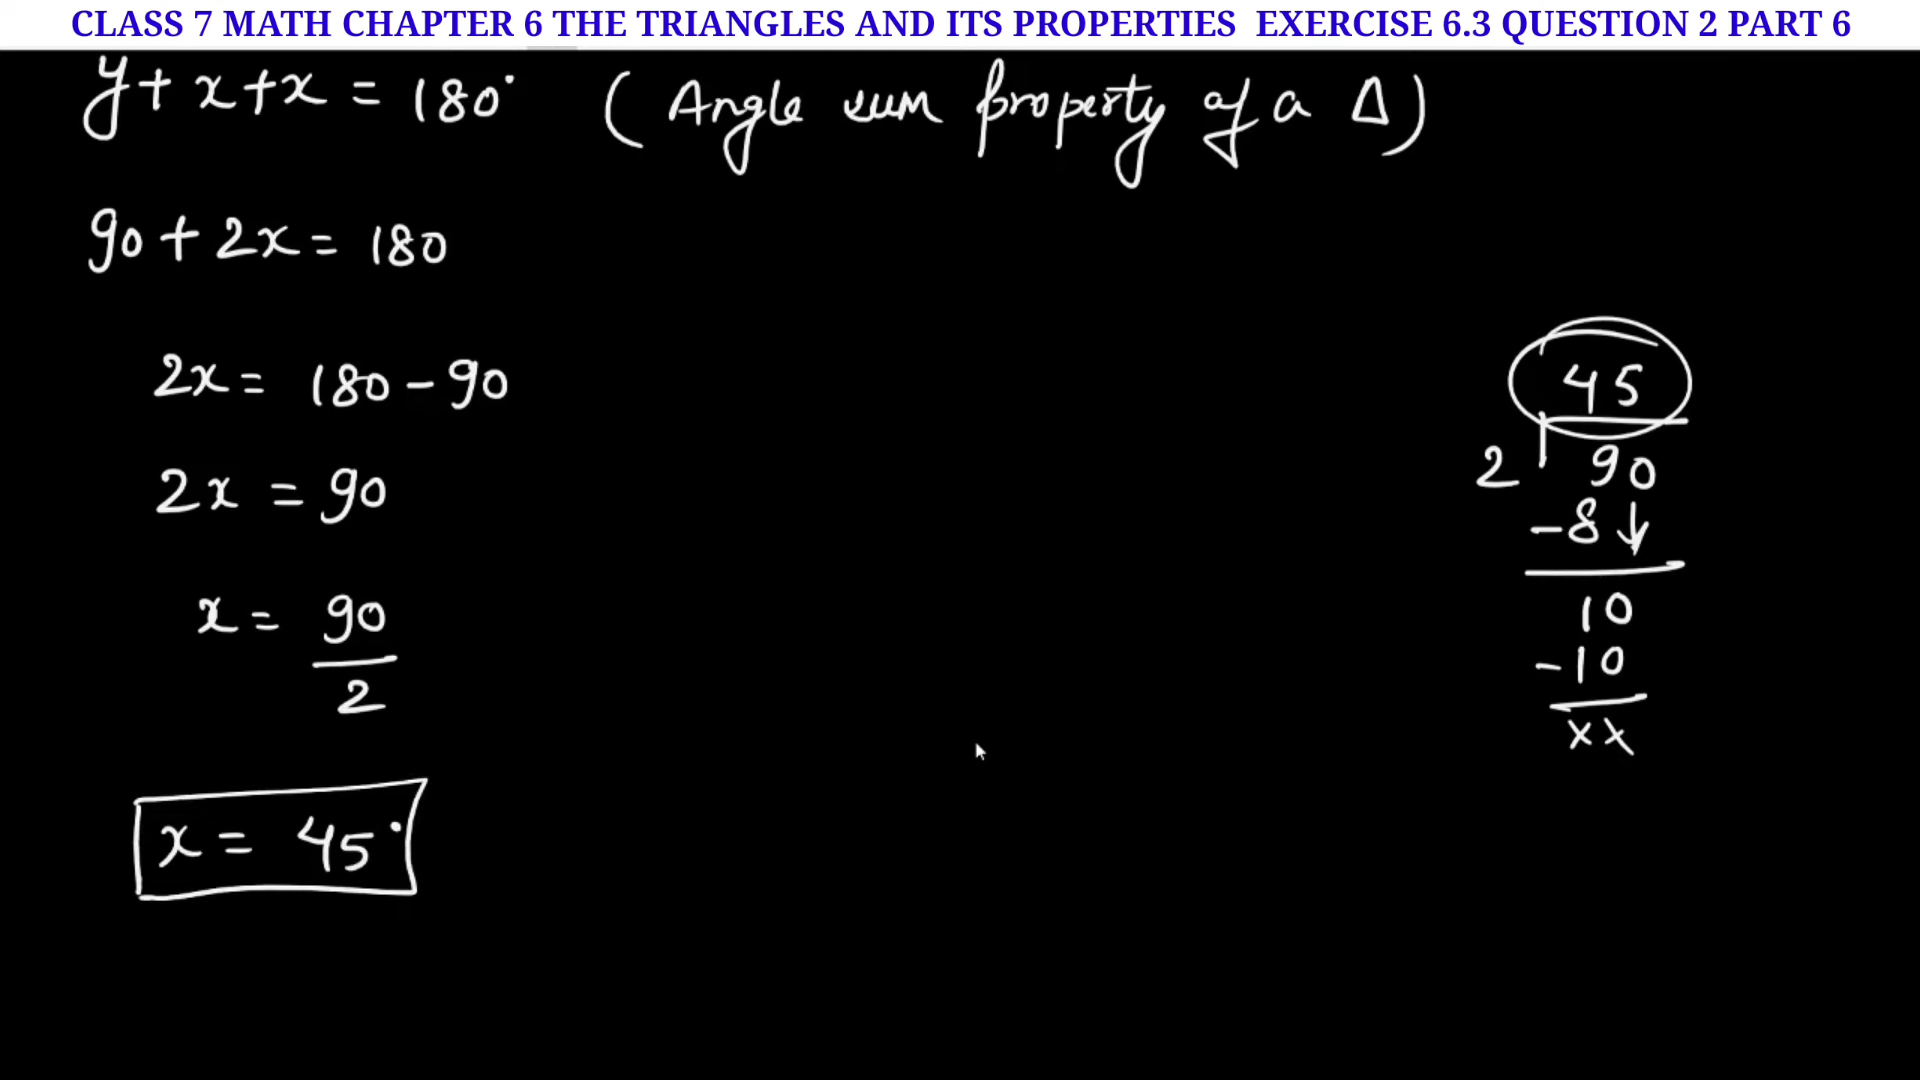 CLASS 7 MATH CHAPTER 6 THE TRIANGLES AND ITS PROPERTIES EXERCISE 6.3 QUESTION 2 PART 6
y + x + x = 180° (Angle sum property of a Δ)
90 + 2x = 180
2x = 180 - 90
2x = 90
x = 90
2
x = 45°
45
2 90
-8↓
10
-10
xx